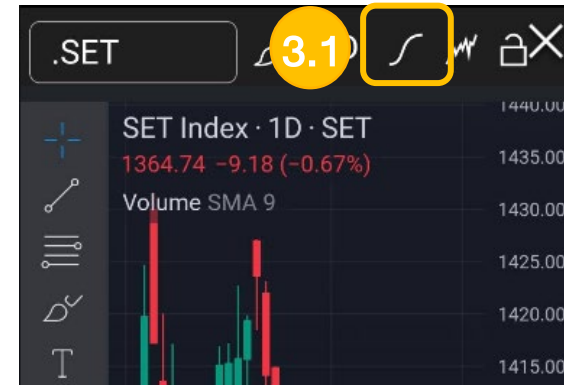 .SET
3.1
1440.00
SET Index · 1D · SET
1364.74 −9.18 (−0.67%)
1435.00
Volume SMA 9
1430.00
1425.00
1420.00
T
1415.00